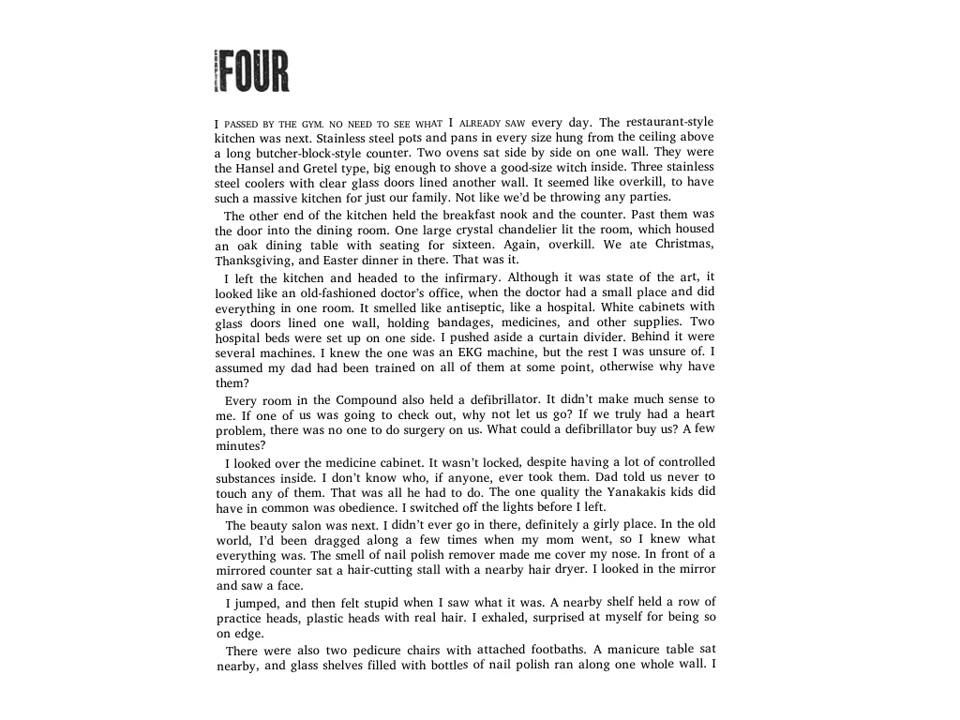 CHAPTER
FOUR
I PASSED BY THE GYM. NO NEED TO SEE WHAT I ALREADY SAW every day. The restaurant-style
kitchen was next. Stainless steel pots and pans in every size hung from the ceiling above
a long butcher-block-style counter. Two ovens sat side by side on one wall. They were
the Hansel and Gretel type, big enough to shove a good-size witch inside. Three stainless
steel coolers with clear glass doors lined another wall. It seemed like overkill, to have
such a massive kitchen for just our family. Not like we'd be throwing any parties.
The other end of the kitchen held the breakfast nook and the counter. Past them was
the door into the dining room. One large crystal chandelier lit the room, which housed
an oak dining table with seating for sixteen. Again, overkill. We ate Christmas,
Thanksgiving, and Easter dinner in there. That was it.
I left the kitchen and headed to the infirmary. Although it was state of the art, it
looked like an old-fashioned doctor's office, when the doctor had a small place and did
everything in one room. It smelled like antiseptic, like a hospital. White cabinets with
glass doors lined one wall, holding bandages, medicines, and other supplies. Two
hospital beds were set up on one side. I pushed aside a curtain divider. Behind it were
several machines. I knew the one was an EKG machine, but the rest I was unsure of. I
assumed my dad had been trained on all of them at some point, otherwise why have
them?
Every room in the Compound also held a defibrillator. It didn't make much sense to
me. If one of us was going to check out, why not let us go? If we truly had a heart
problem, there was no one to do surgery on us. What could a defibrillator buy us? A few
minutes?
I looked over the medicine cabinet. It wasn't locked, despite having a lot of controlled
substances inside. I don't know who, if anyone, ever took them. Dad told us never to
touch any of them. That was all he had to do. The one quality the Yanakakis kids did
have in common was obedience. I switched off the lights before I left.
The beauty salon was next. I didn't ever go in there, definitely a girly place. In the old
world, I'd been dragged along a few times when my mom went, so I knew what
everything was. The smell of nail polish remover made me cover my nose. In front of a
mirrored counter sat a hair-cutting stall with a nearby hair dryer. I looked in the mirror
and saw a face.
I jumped, and then felt stupid when I saw what it was. A nearby shelf held a row of
practice heads, plastic heads with real hair. I exhaled, surprised at myself for being so
on edge.
There were also two pedicure chairs with attached footbaths. A manicure table sat
nearby, and glass shelves filled with bottles of nail polish ran along one whole wall. I